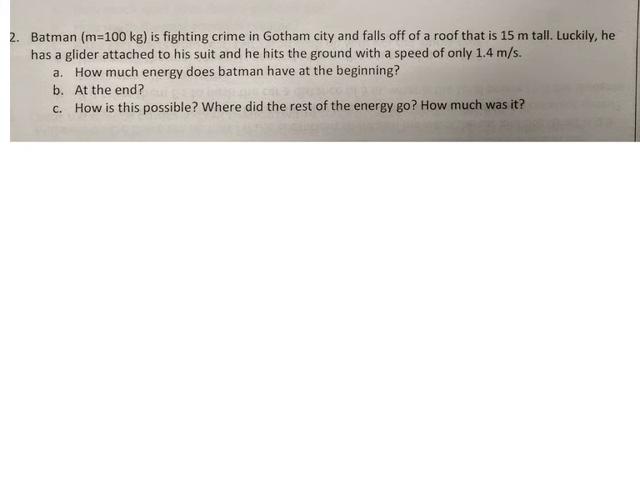 2. Batman (m=100 kg) is fighting crime in Gotham city and falls off of a roof that is 15 m tall. Luckily, he
has a glider attached to his suit and he hits the ground with a speed of only 1.4 m/s.
a. How much energy does batman have at the beginning?
b. At the end?
c. How is this possible? Where did the rest of the energy go? How much was it?